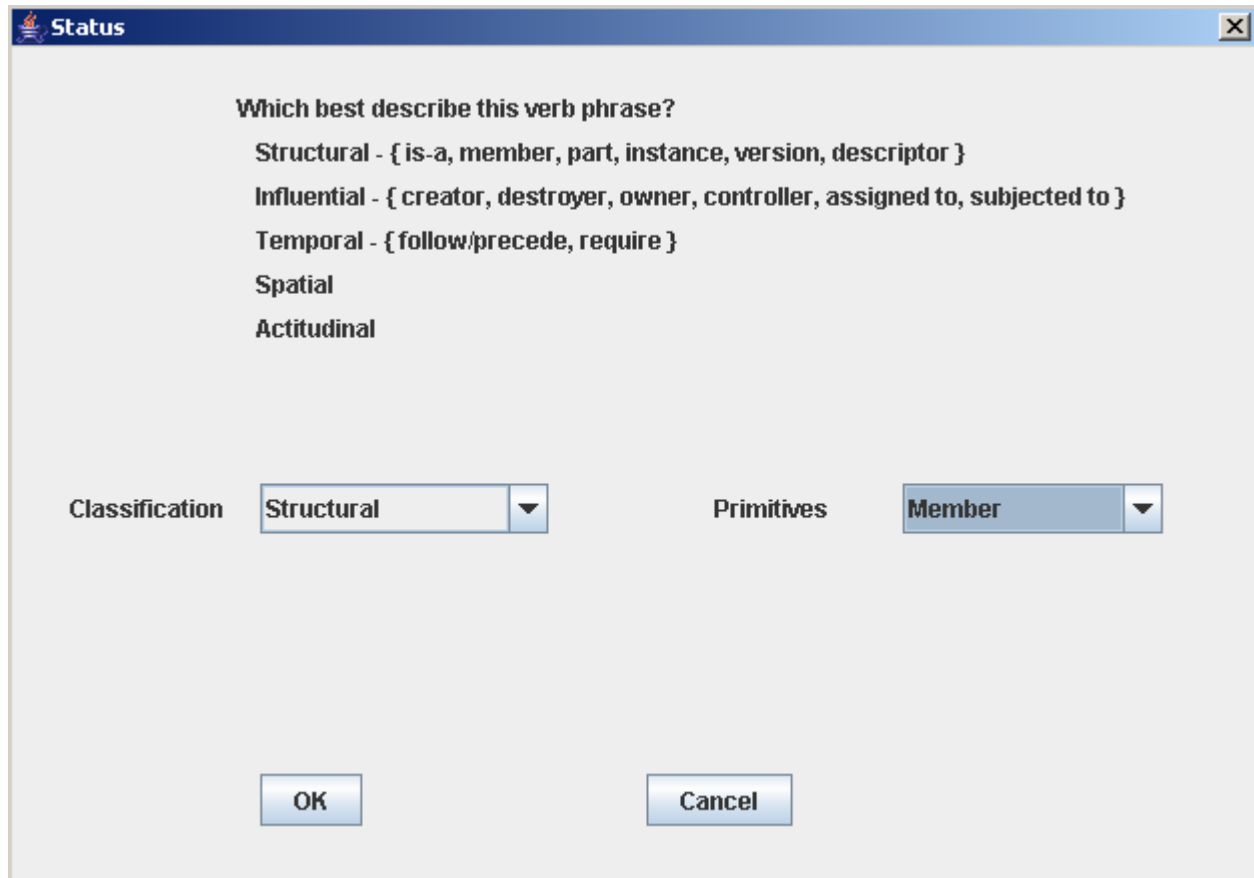 Status
Which best describe this verb phrase?
Structural - { is-a, member, part, instance, version, descriptor }
Influential - { creator, destroyer, owner, controller, assigned to, subjected to }
Temporal - { follow/precede, require }
Spatial
Actitudinal
Classification Structural Primitives Member
OK Cancel